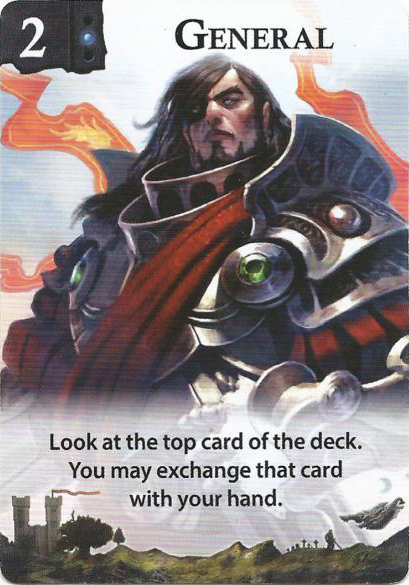 2
GENERAL
Look at the top card of the deck.
You may exchange that card
with your hand.